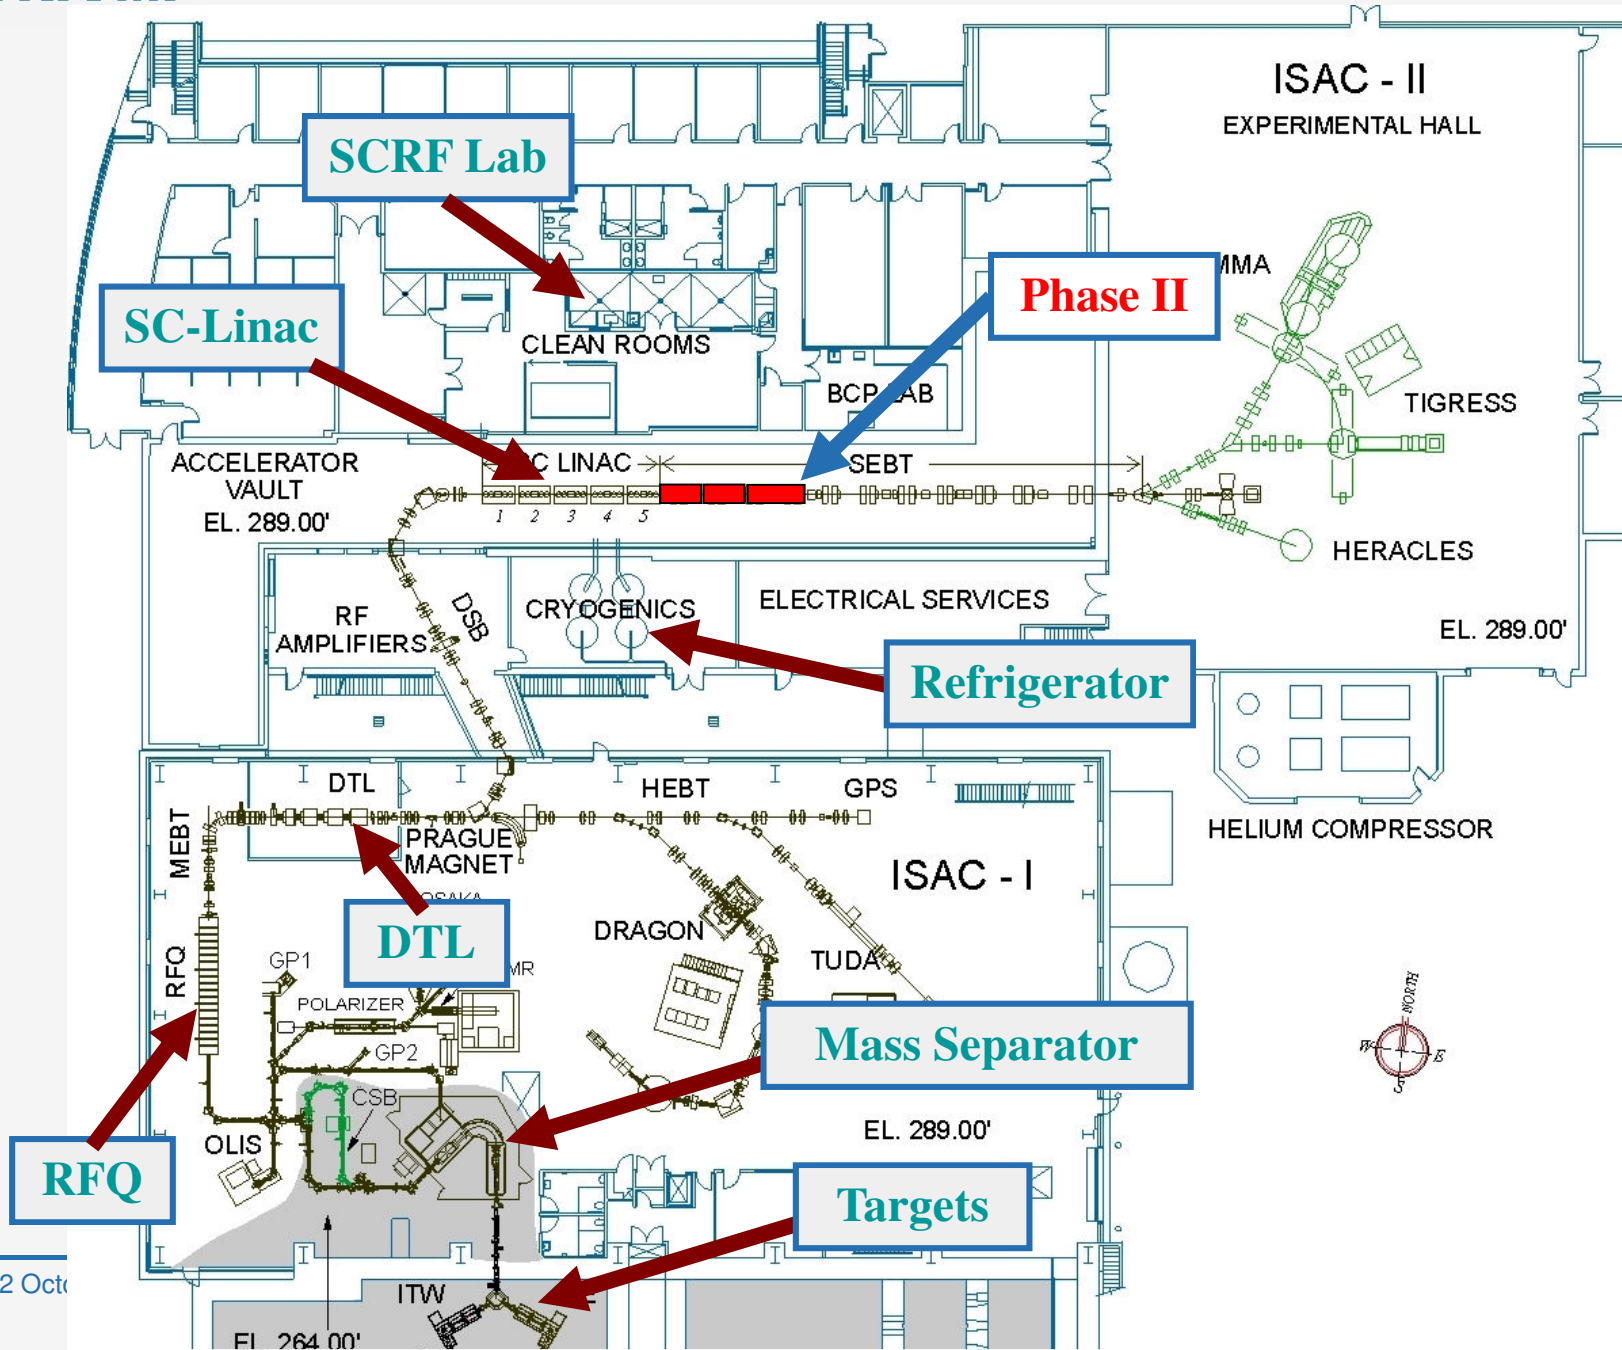 ISAC - II
EXPERIMENTAL HALL
SCRF Lab
Phase II
SC-Linac
CLEAN ROOMS
BCP LAB
TIGRESS
ACCELERATOR
VAULT
EL. 289.00'
SC LINAC
SEBT
1 2 3 4 5
HERACLES
RF
AMPLIFIERS
DSB
CRYOGENICS
ELECTRICAL SERVICES
EL. 289.00'
Refrigerator
DTL
HEBT
GPS
MEBT
PRAGUE
MAGNET
HELIUM COMPRESSOR
ISAC - I
DTL
DRAGON
TUDA
RFQ
GP1
POLARIZER
GP2
Mass Separator
NORTH
W
E
S
CSB
OLIS
EL. 289.00'
RFQ
Targets
ITW
EL. 264.00'